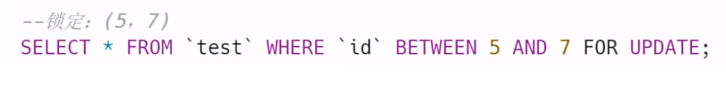 --锁定：(5，7)
SELECT * FROM `test` WHERE `id` BETWEEN 5 AND 7 FOR UPDATE;